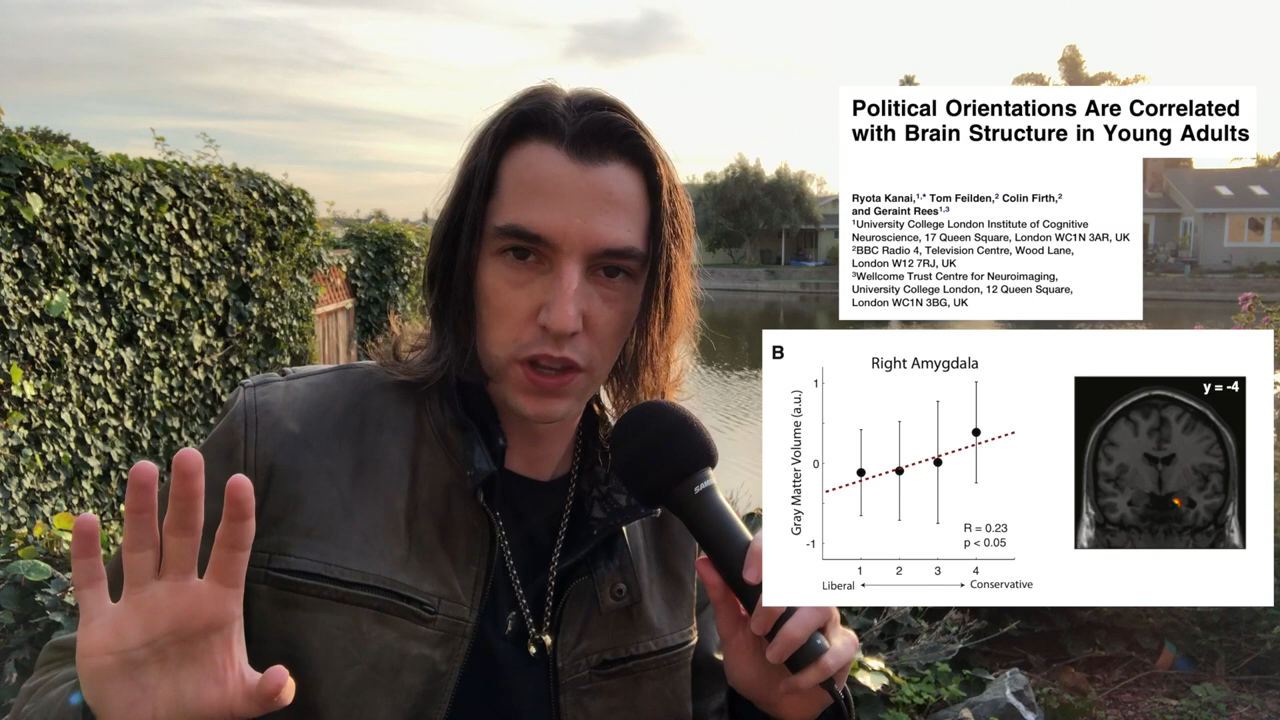 Political Orientations Are Correlated
with Brain Structure in Young Adults
Ryota Kanai,1,* Tom Feilden,2 Colin Firth,2
and Geraint Rees1,3
1University College London Institute of Cognitive
Neuroscience, 17 Queen Square, London WC1N 3AR, UK
2BBC Radio 4, Television Centre, Wood Lane,
London W12 7RJ, UK
3Wellcome Trust Centre for Neuroimaging,
University College London, 12 Queen Square,
London WC1N 3BG, UK
B
Right Amygdala
y = -4
Gray Matter Volume (a.u.)
1
0
-1
R = 0.23
p < 0.05
1 2 3 4
Liberal Conservative